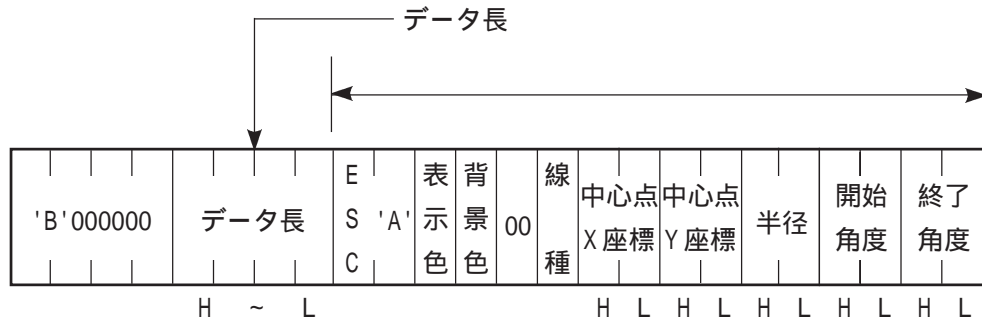 データ長
'B'000000
データ長
ESC
'A'
表示色
背景色
00
線種
中心点
X座標
中心点
Y座標
半径
開始
角度
終了
角度
H ~ L H L H L H L H L H L